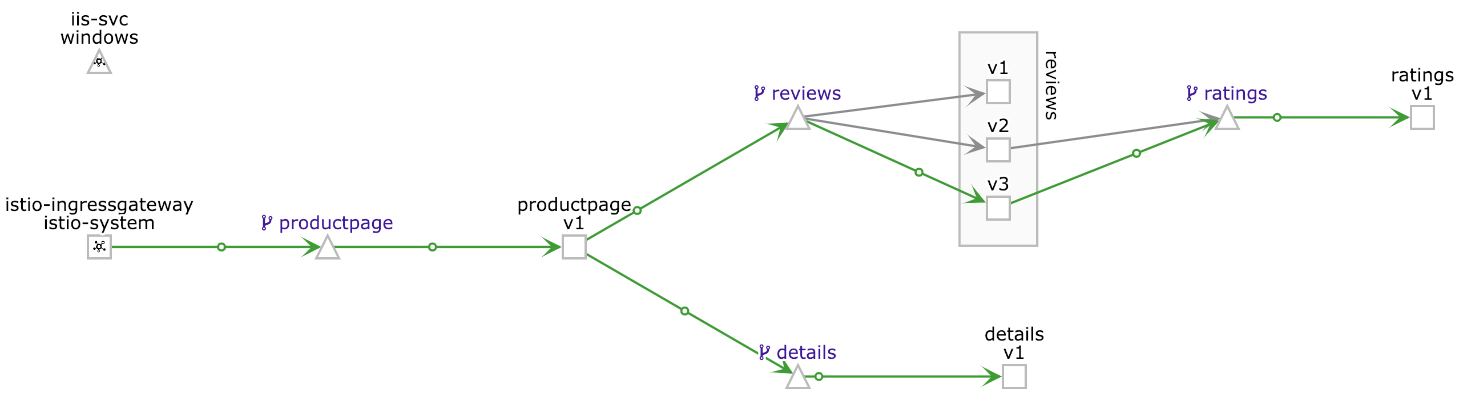 iis-svc
windows
istio-ingressgateway
istio-system
productpage
productpage
v1
reviews
v1
v2
v3
reviews
ratings
ratings
v1
details
details
v1